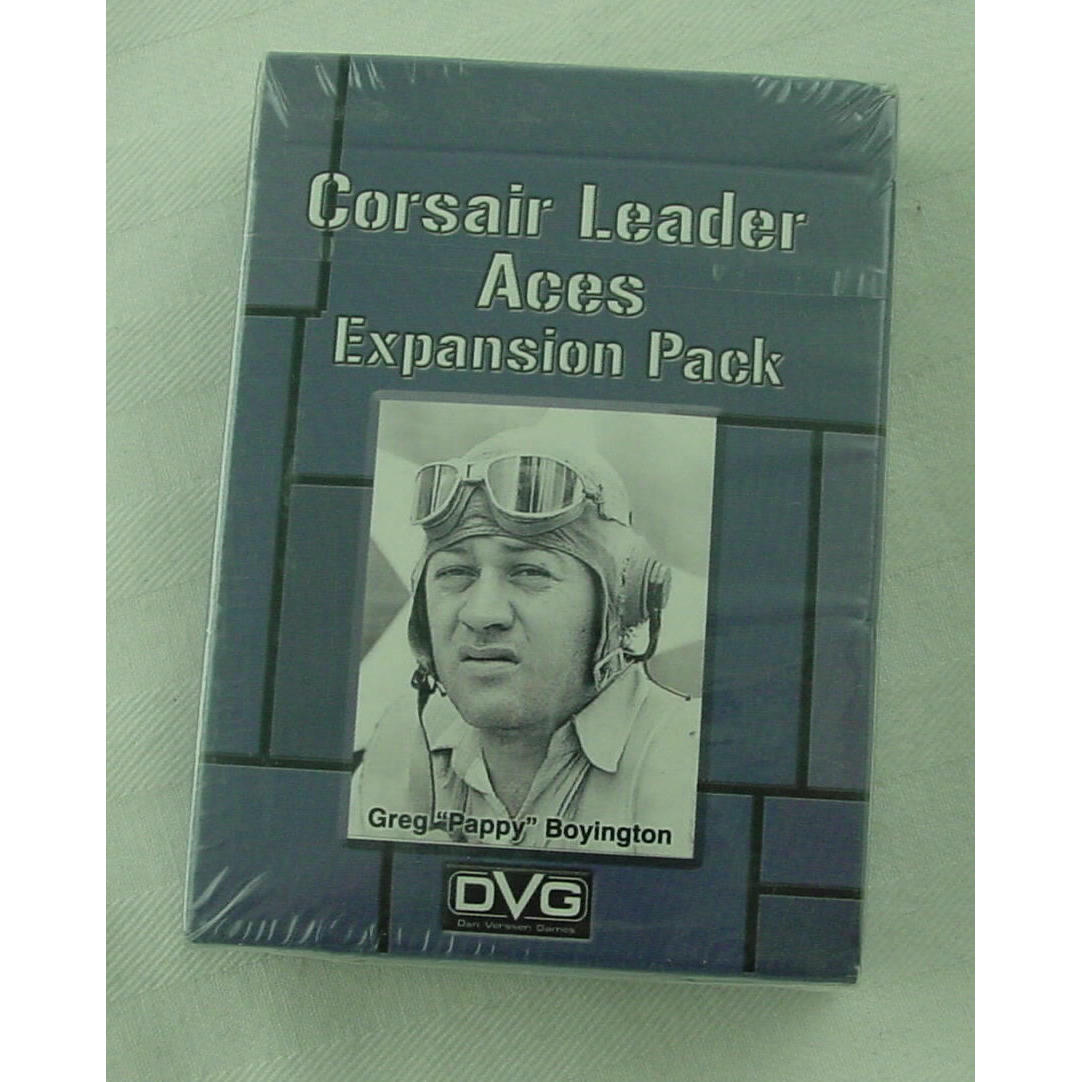 Corsair Leader
Aces
Expansion Pack
Greg “Pappy” Boyington
DVG
Dan Verssen Games